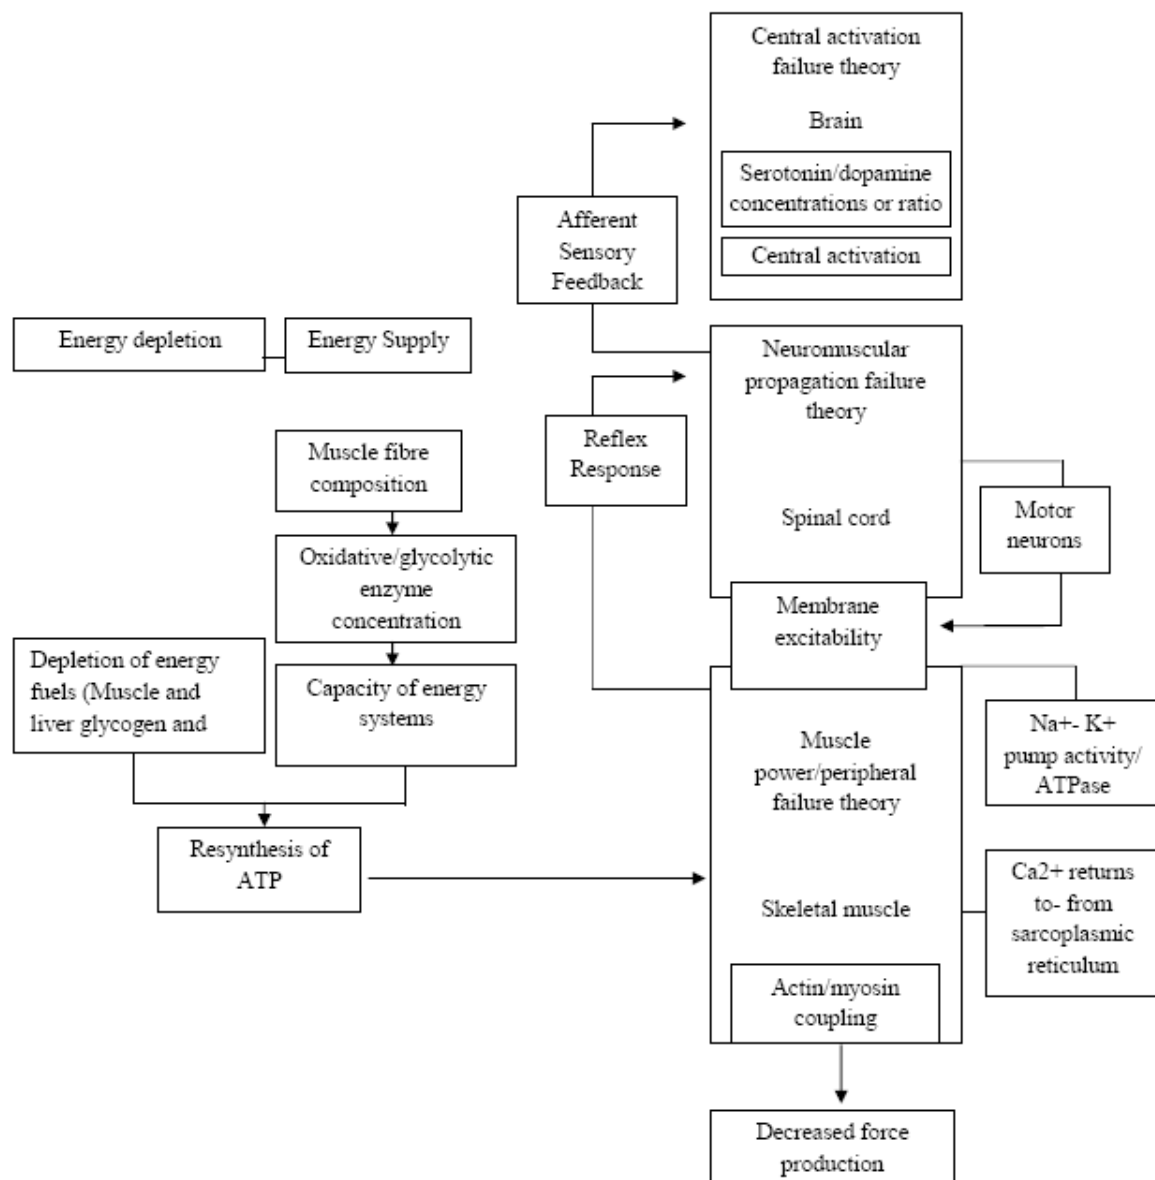 Central activation
failure theory
Brain
Serotonin/dopamine
concentrations or ratio
Central activation
Afferent
Sensory
Feedback
Energy depletion
Energy Supply
Neuromuscular
propagation failure
theory
Spinal cord
Reflex
Response
Motor
neurons
Muscle fibre
composition
Oxidative/glycolytic
enzyme
concentration
Membrane
excitability
Depletion of energy
fuels (Muscle and
liver glycogen and
Capacity of energy
systems
Na+- K+
pump activity/
ATPase
Muscle
power/peripheral
failure theory
Skeletal muscle
Resynthesis of
ATP
Ca2+ returns
to- from
sarcoplasmic
reticulum
Actin/myosin
coupling
Decreased force
production